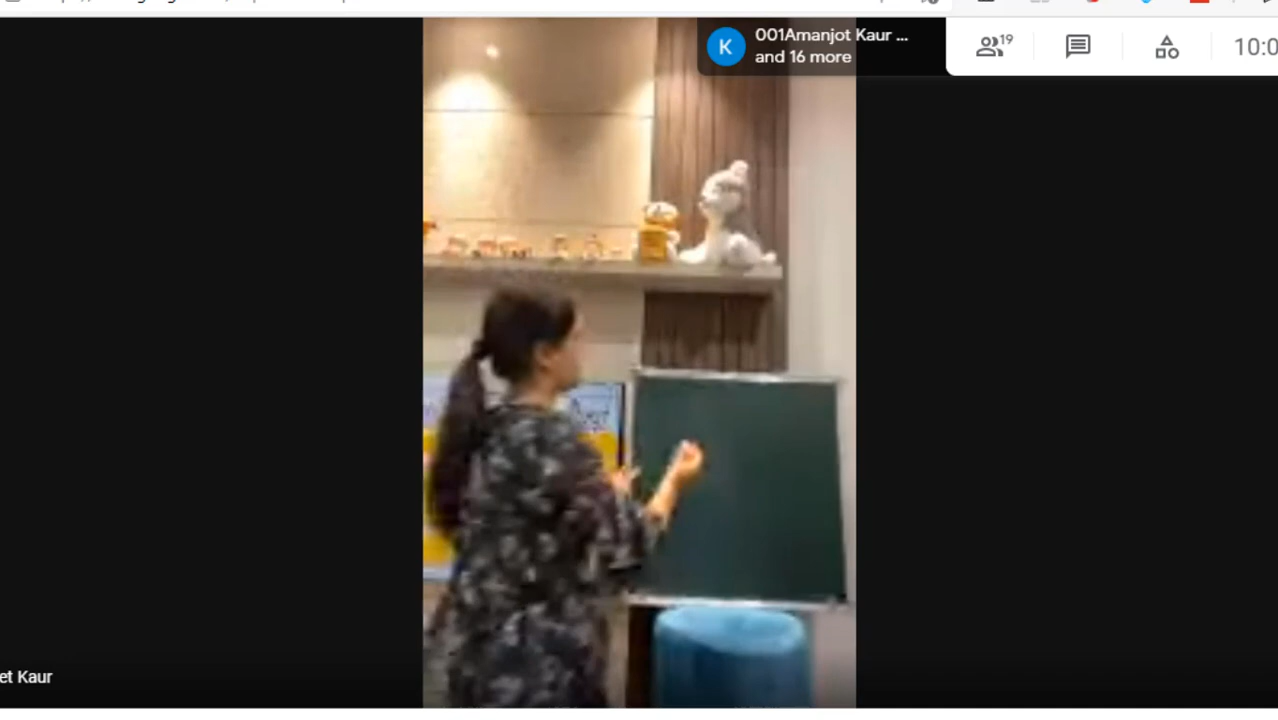 001Amanjot Kaur ...
and 16 more
K
19
10:0
et Kaur